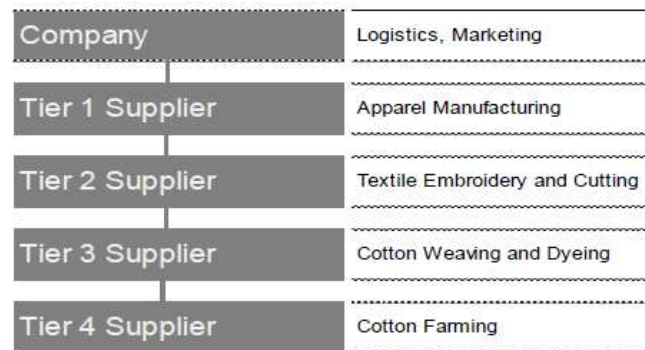 Company
Logistics, Marketing
Tier 1 Supplier
Apparel Manufacturing
Tier 2 Supplier
Textile Embroidery and Cutting
Tier 3 Supplier
Cotton Weaving and Dyeing
Tier 4 Supplier
Cotton Farming